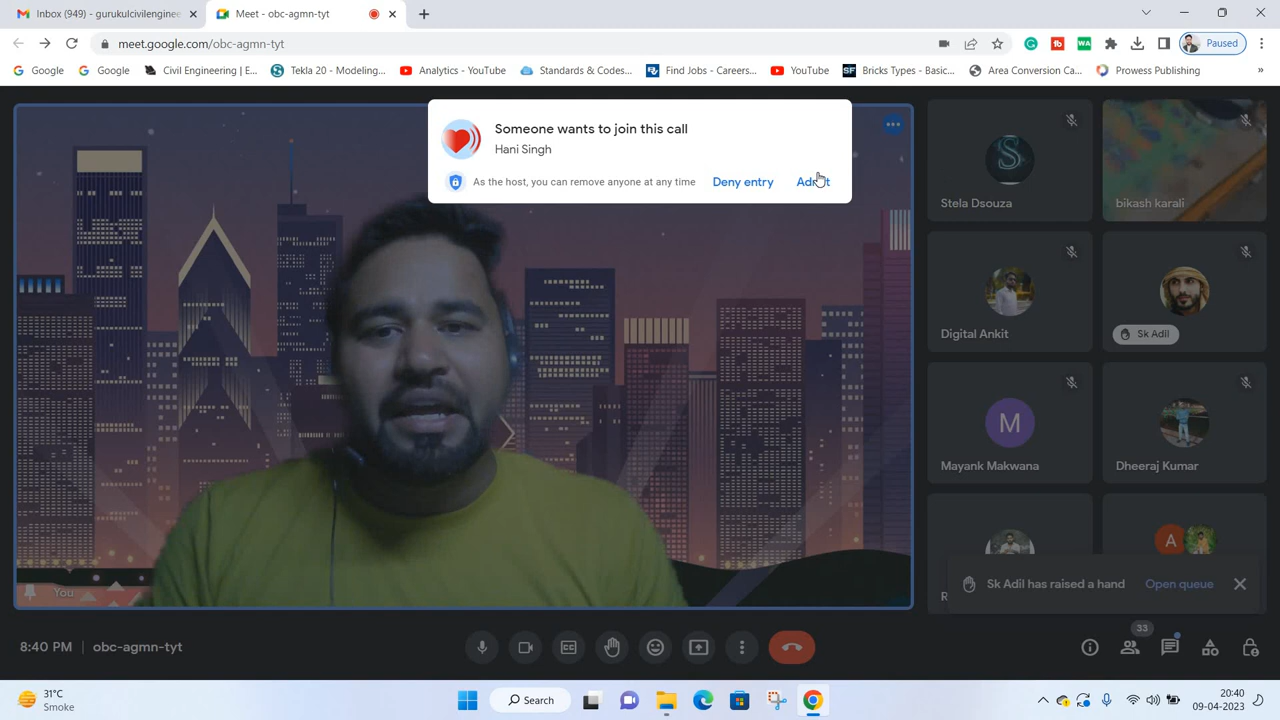 Inbox (949) - gurukulcivilenginee
Meet - obc-agmn-tyt
meet.google.com/obc-agmn-tyt
Paused
Google
Google
Civil Engineering | E...
Tekla 20 - Modeling...
Analytics - YouTube
Standards & Codes...
Find Jobs - Careers...
YouTube
Bricks Types - Basic...
Area Conversion Ca...
Prowess Publishing
»
Someone wants to join this call
Hani Singh
As the host, you can remove anyone at any time
Deny entry
You
Stela Dsouza
bikash karali
Digital Ankit
Sk Adil
M
Mayank Makwana
Dheeraj Kumar
A
Sk Adil has raised a hand
Open queue
8:40 PM
obc-agmn-tyt
33
31°C
Smoke
Search
20:40
09-04-2023